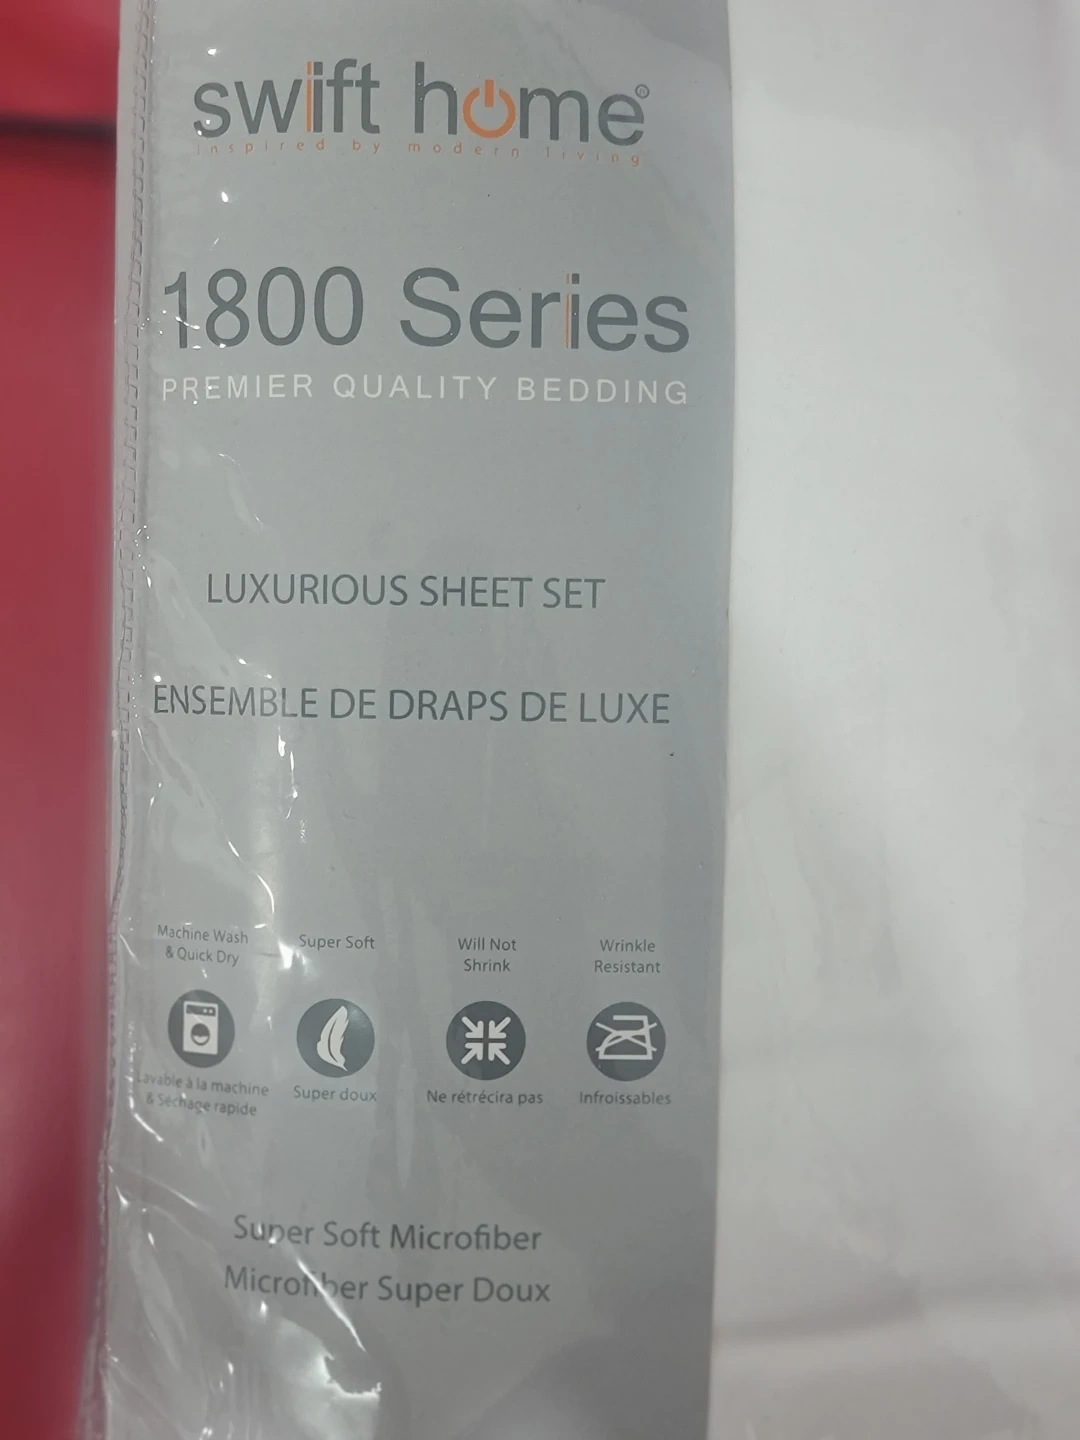 swift home®
inspired by modern living
1800 Series
PREMIER QUALITY BEDDING
LUXURIOUS SHEET SET
ENSEMBLE DE DRAPS DE LUXE
Machine Wash
& Quick Dry
Super Soft
Will Not
Shrink
Wrinkle
Resistant
Lavable à la machine
& Séchage rapide
Super doux
Ne rétrécira pas
Infroissables
Super Soft Microfiber
Microfiber Super Doux